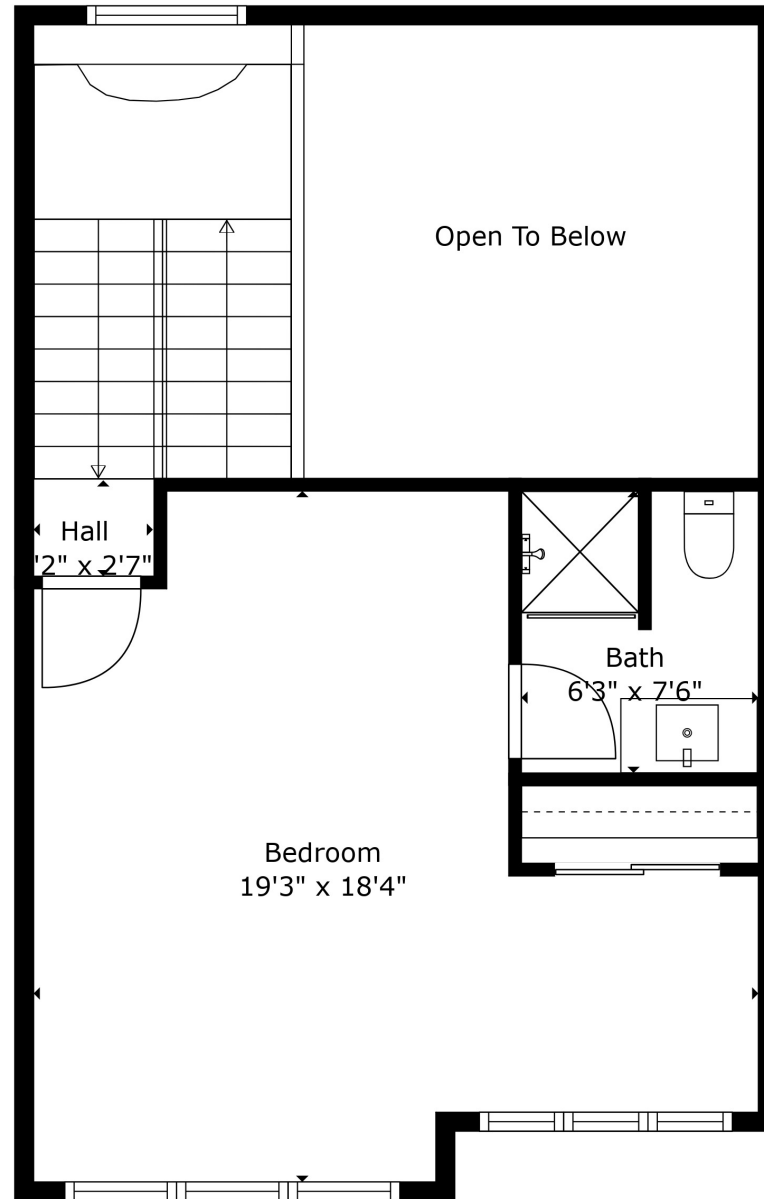 Open To Below
Hall
'2" x 2'7"
Bath
6'3" x 7'6"
Bedroom
19'3" x 18'4"